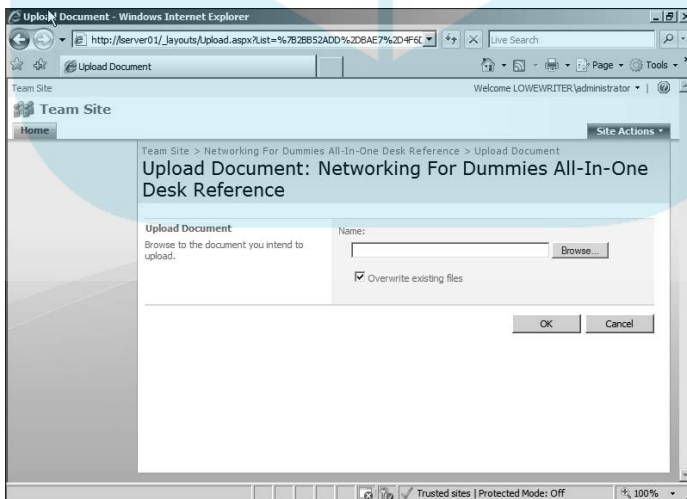 Upload Document - Windows Internet Explorer
http://lserver01/_layouts/Upload.aspx?List=%7B2BB52ADD%2DBAE7%2D4F6D
Live Search
Upload Document
Page
Tools
Team Site
Welcome LOWEWRITER\administrator
Team Site
Home
Site Actions
Team Site > Networking For Dummies All-In-One Desk Reference > Upload Document
Upload Document: Networking For Dummies All-In-One
Desk Reference
Upload Document
Browse to the document you intend to
upload.
Name:
Browse...
Overwrite existing files
OK
Cancel
Trusted sites | Protected Mode: Off
100%